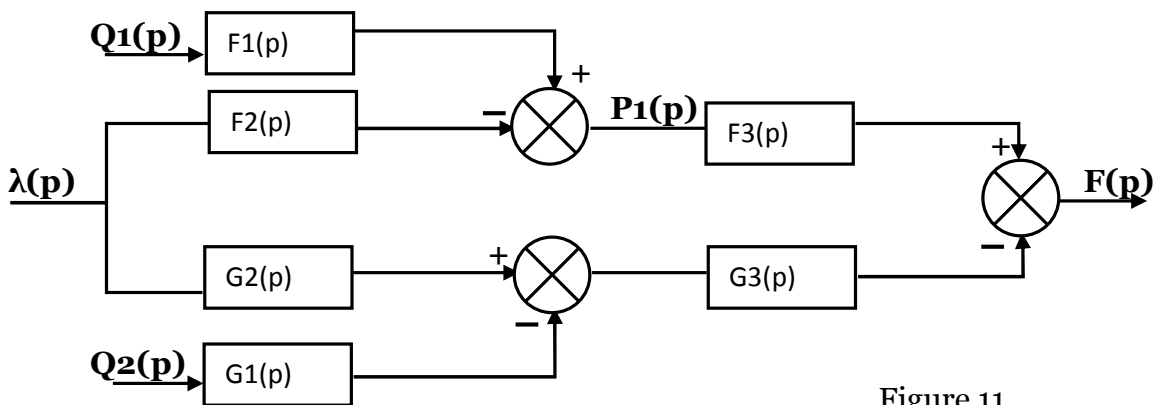 Q1(p)
F1(p)
+
F2(p)
−
P1(p)
F3(p)
+
λ(p)
F(p)
−
G2(p)
+
G3(p)
−
Q2(p)
G1(p)
Figure 11